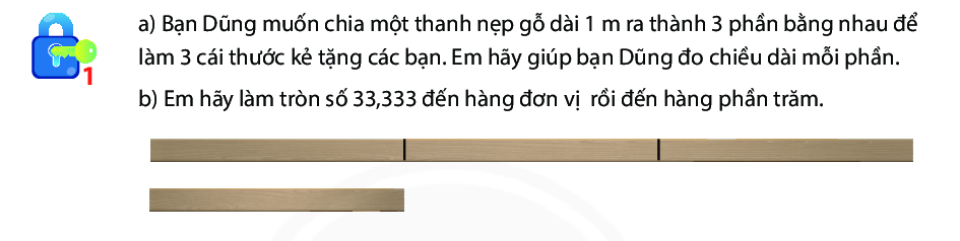 a) Bạn Dũng muốn chia một thanh nẹp gỗ dài 1 m ra thành 3 phần bằng nhau để
làm 3 cái thước kẻ tặng các bạn. Em hãy giúp bạn Dũng đo chiều dài mỗi phần.
1
b) Em hãy làm tròn số 33,333 đến hàng đơn vị rồi đến hàng phần trăm.